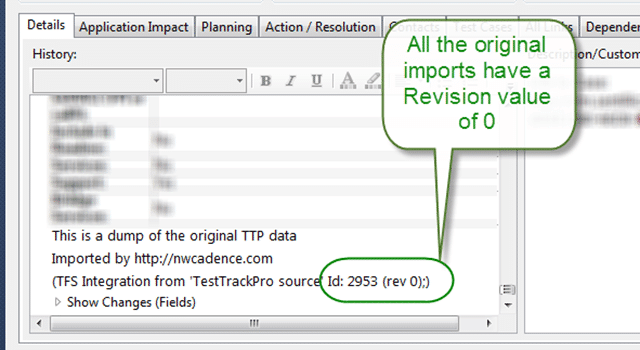 Details
Application Impact
Planning
Action / Resolution
Contacts
Test Cases
All Links
Depender
History:
Description/Custom
B I U A
All the original
imports have a
Revision value
of 0
This is a dump of the original TTP data
Imported by http://nwcadence.com
(TFS Integration from 'TestTrackPro source' Id: 2953 (rev 0);)
Show Changes (Fields)